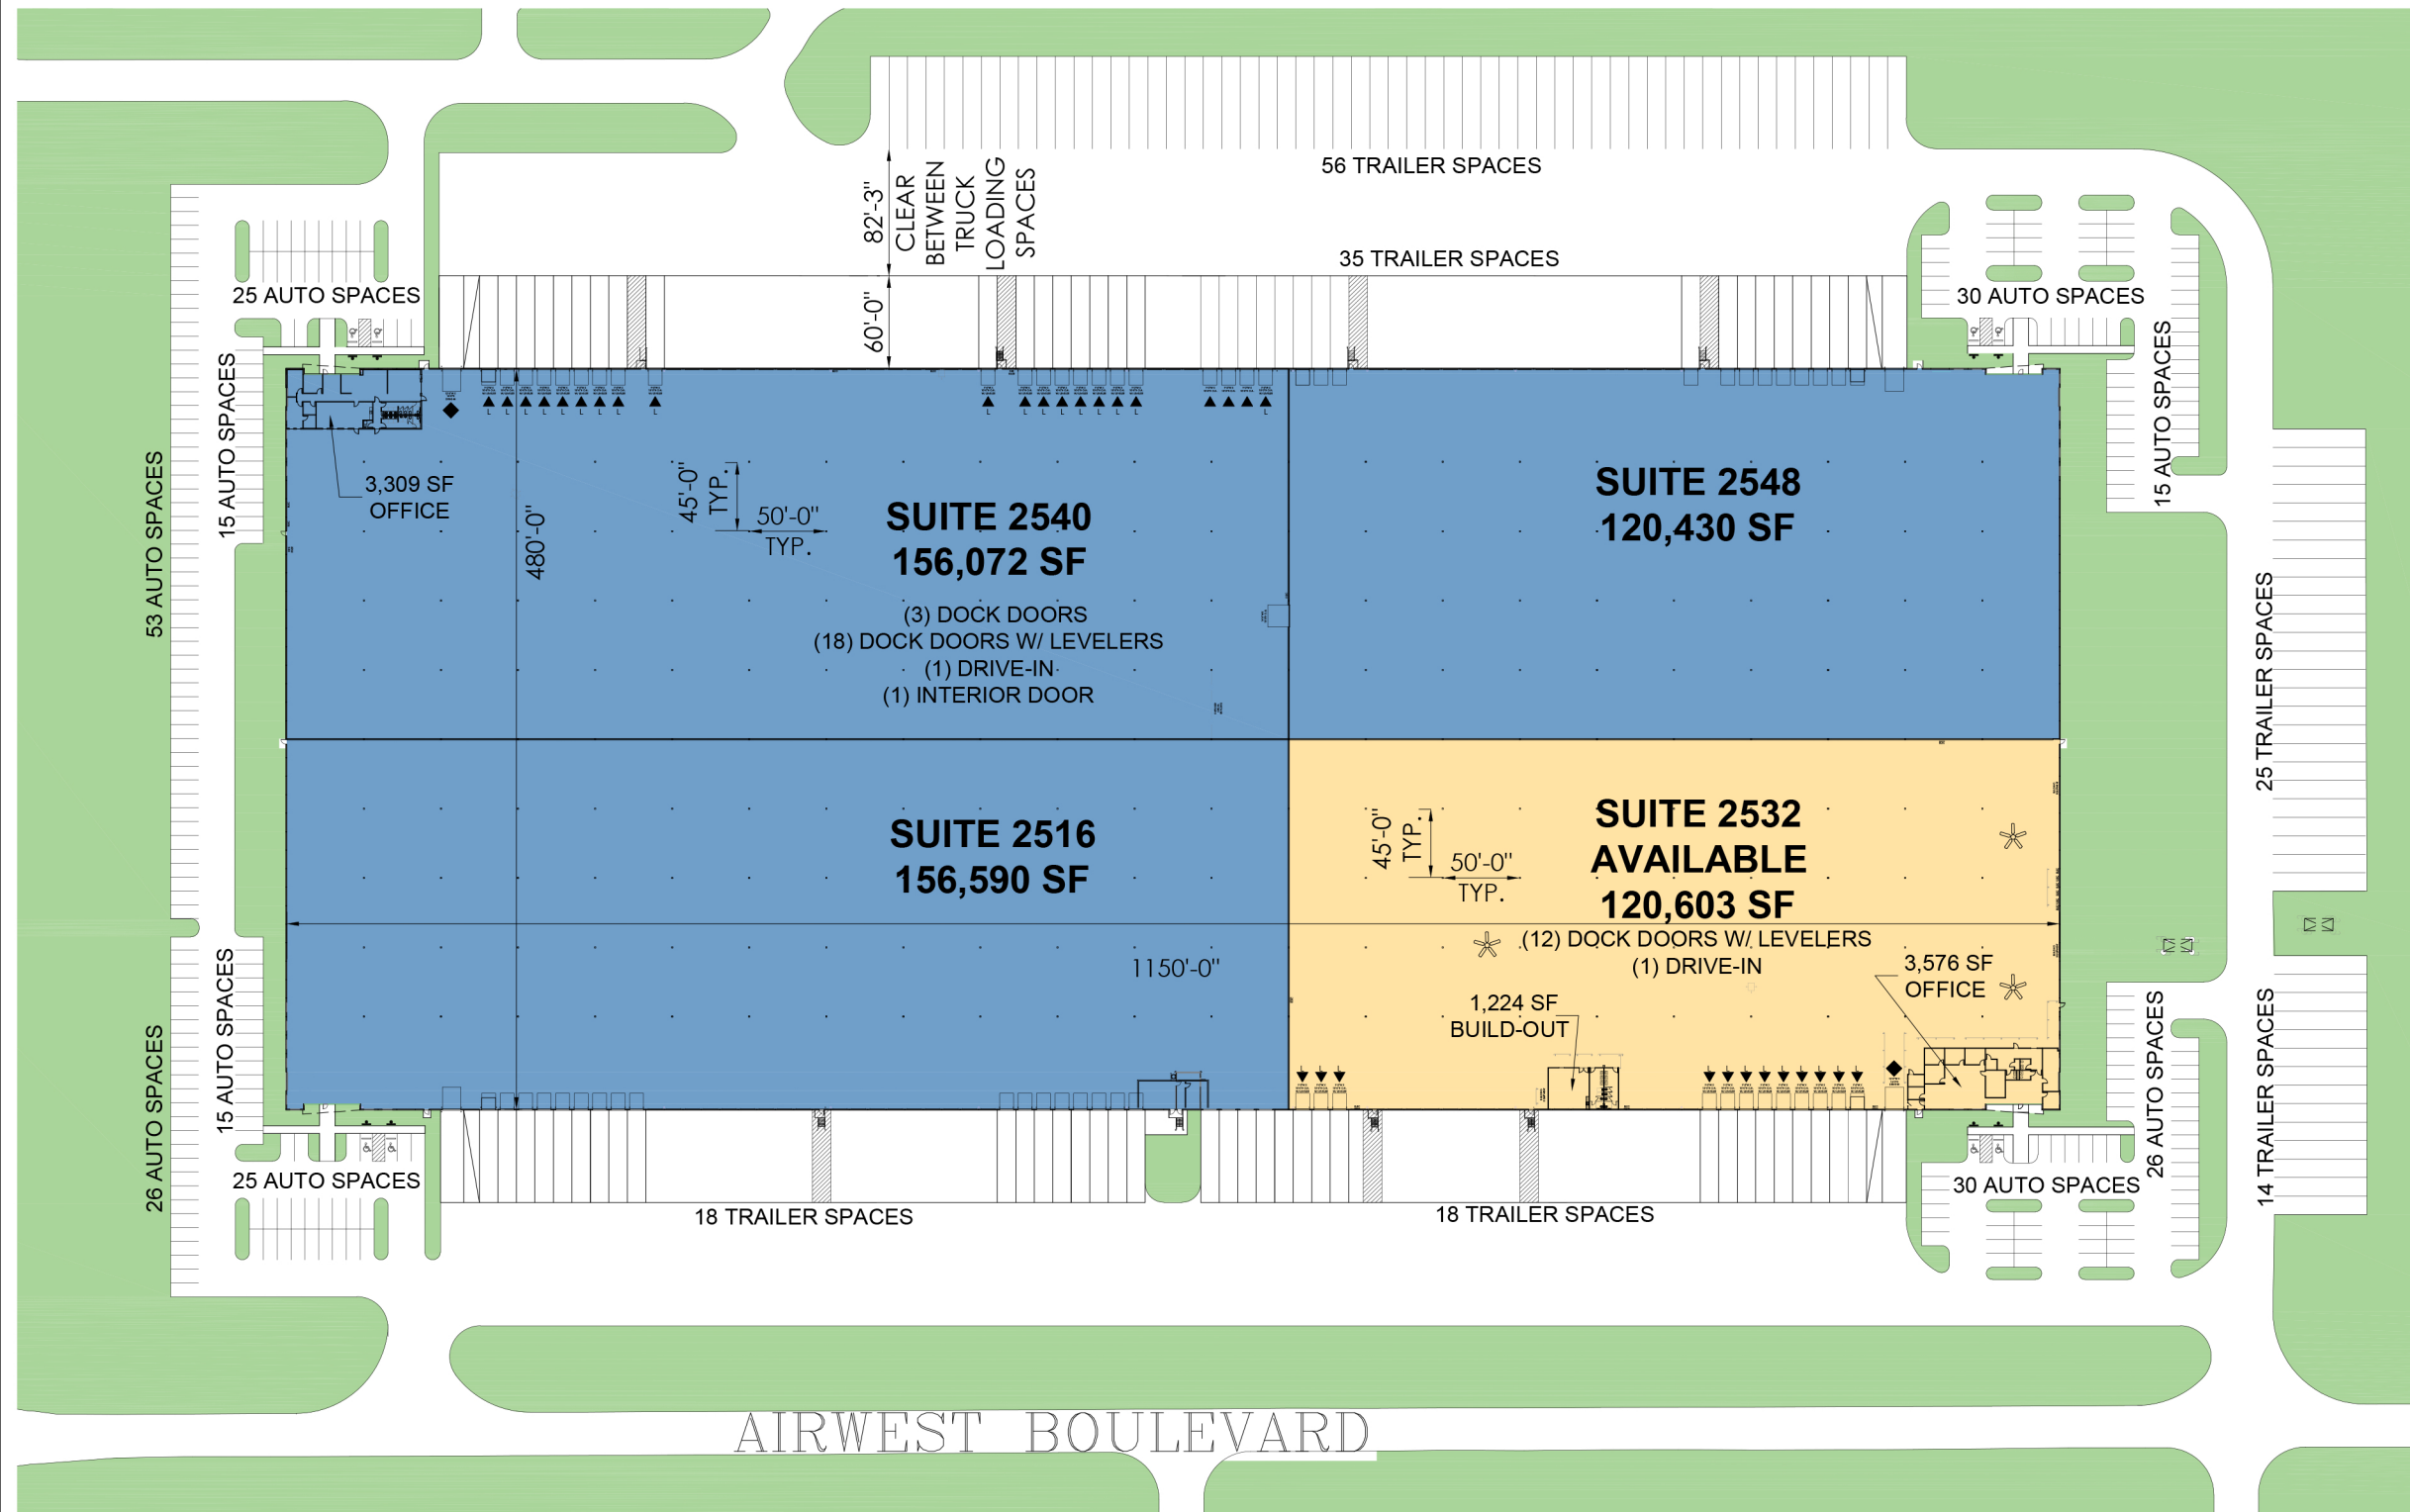 56 TRAILER SPACES
82'-3"
CLEAR
BETWEEN
TRUCK
LOADING
SPACES
35 TRAILER SPACES
25 AUTO SPACES
60'-0"
30 AUTO SPACES
15 AUTO SPACES
15 AUTO SPACES
53 AUTO SPACES
L L L L L L L L L
L L L L L L L L
L
3,309 SF
OFFICE
480'-0"
45'-0"
TYP.
50'-0"
TYP.
SUITE 2540
156,072 SF
(3) DOCK DOORS
(18) DOCK DOORS W/ LEVELERS
(1) DRIVE-IN
(1) INTERIOR DOOR
SUITE 2548
120,430 SF
25 TRAILER SPACES
SUITE 2516
156,590 SF
1150'-0"
45'-0"
TYP.
50'-0"
TYP.
SUITE 2532
AVAILABLE
120,603 SF
(12) DOCK DOORS W/ LEVELERS
(1) DRIVE-IN
1,224 SF
BUILD-OUT
3,576 SF
OFFICE
15 AUTO SPACES
26 AUTO SPACES
26 AUTO SPACES
14 TRAILER SPACES
25 AUTO SPACES
18 TRAILER SPACES
18 TRAILER SPACES
30 AUTO SPACES
AIRWEST BOULEVARD